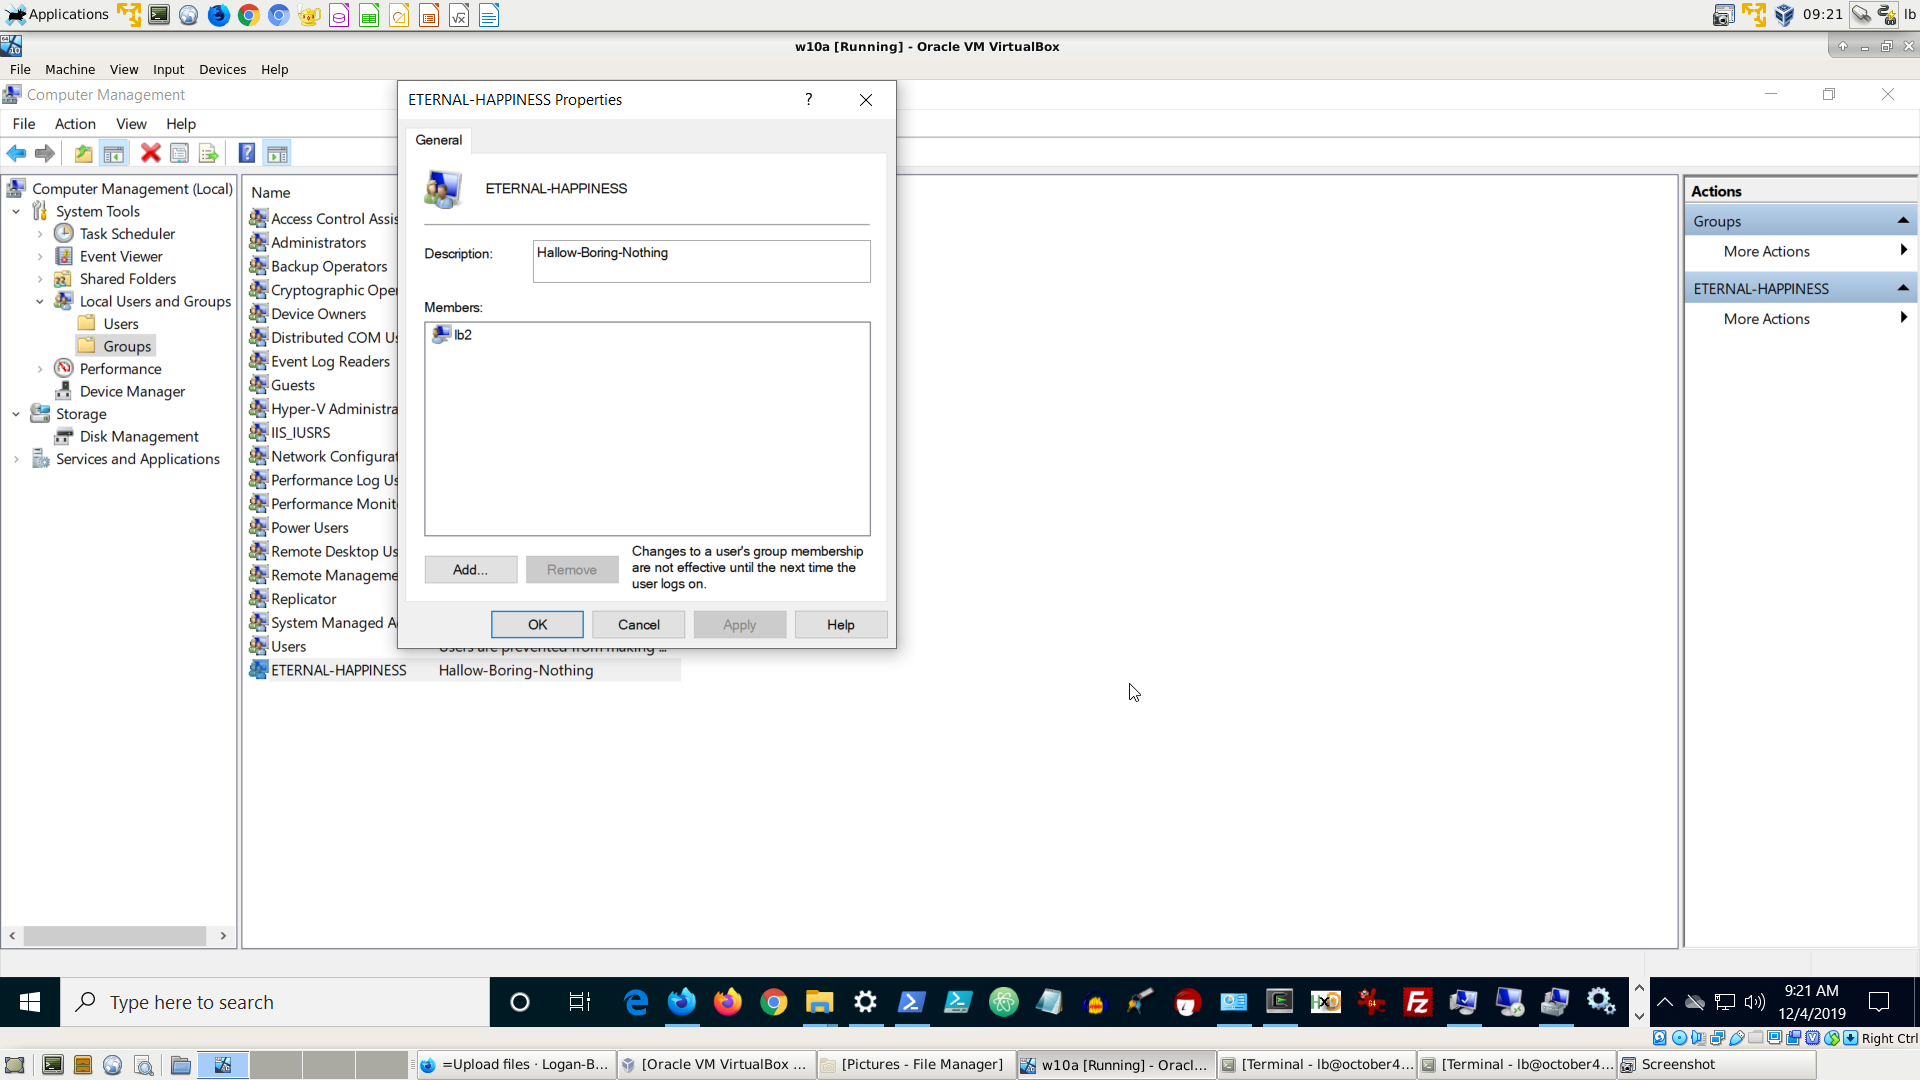 Applications
09:21
lb
w10a [Running] - Oracle VM VirtualBox
File Machine View Input Devices Help
Computer Management
File Action View Help
Computer Management (Local)
System Tools
Task Scheduler
Event Viewer
Shared Folders
Local Users and Groups
Users
Groups
Performance
Device Manager
Storage
Disk Management
Services and Applications
Name
Access Control Assis
Administrators
Backup Operators
Cryptographic Oper
Device Owners
Distributed COM Us
Event Log Readers
Guests
Hyper-V Administra
IIS_IUSRS
Network Configurat
Performance Log Us
Performance Monit
Power Users
Remote Desktop Us
Remote Manageme
Replicator
System Managed A
Users Users are prevented from making ...
ETERNAL-HAPPINESS Hallow-Boring-Nothing
ETERNAL-HAPPINESS Properties
?
General
ETERNAL-HAPPINESS
Description: Hallow-Boring-Nothing
Members:
lb2
Add... Remove
Changes to a user's group membership
are not effective until the next time the
user logs on.
OK Cancel Apply Help
Actions
Groups
More Actions
ETERNAL-HAPPINESS
More Actions
Type here to search
9:21 AM
12/4/2019
Right Ctrl
=Upload files · Logan-B...
[Oracle VM VirtualBox ...
[Pictures - File Manager]
w10a [Running] - Oracl...
[Terminal - lb@october4...
[Terminal - lb@october4...
Screenshot